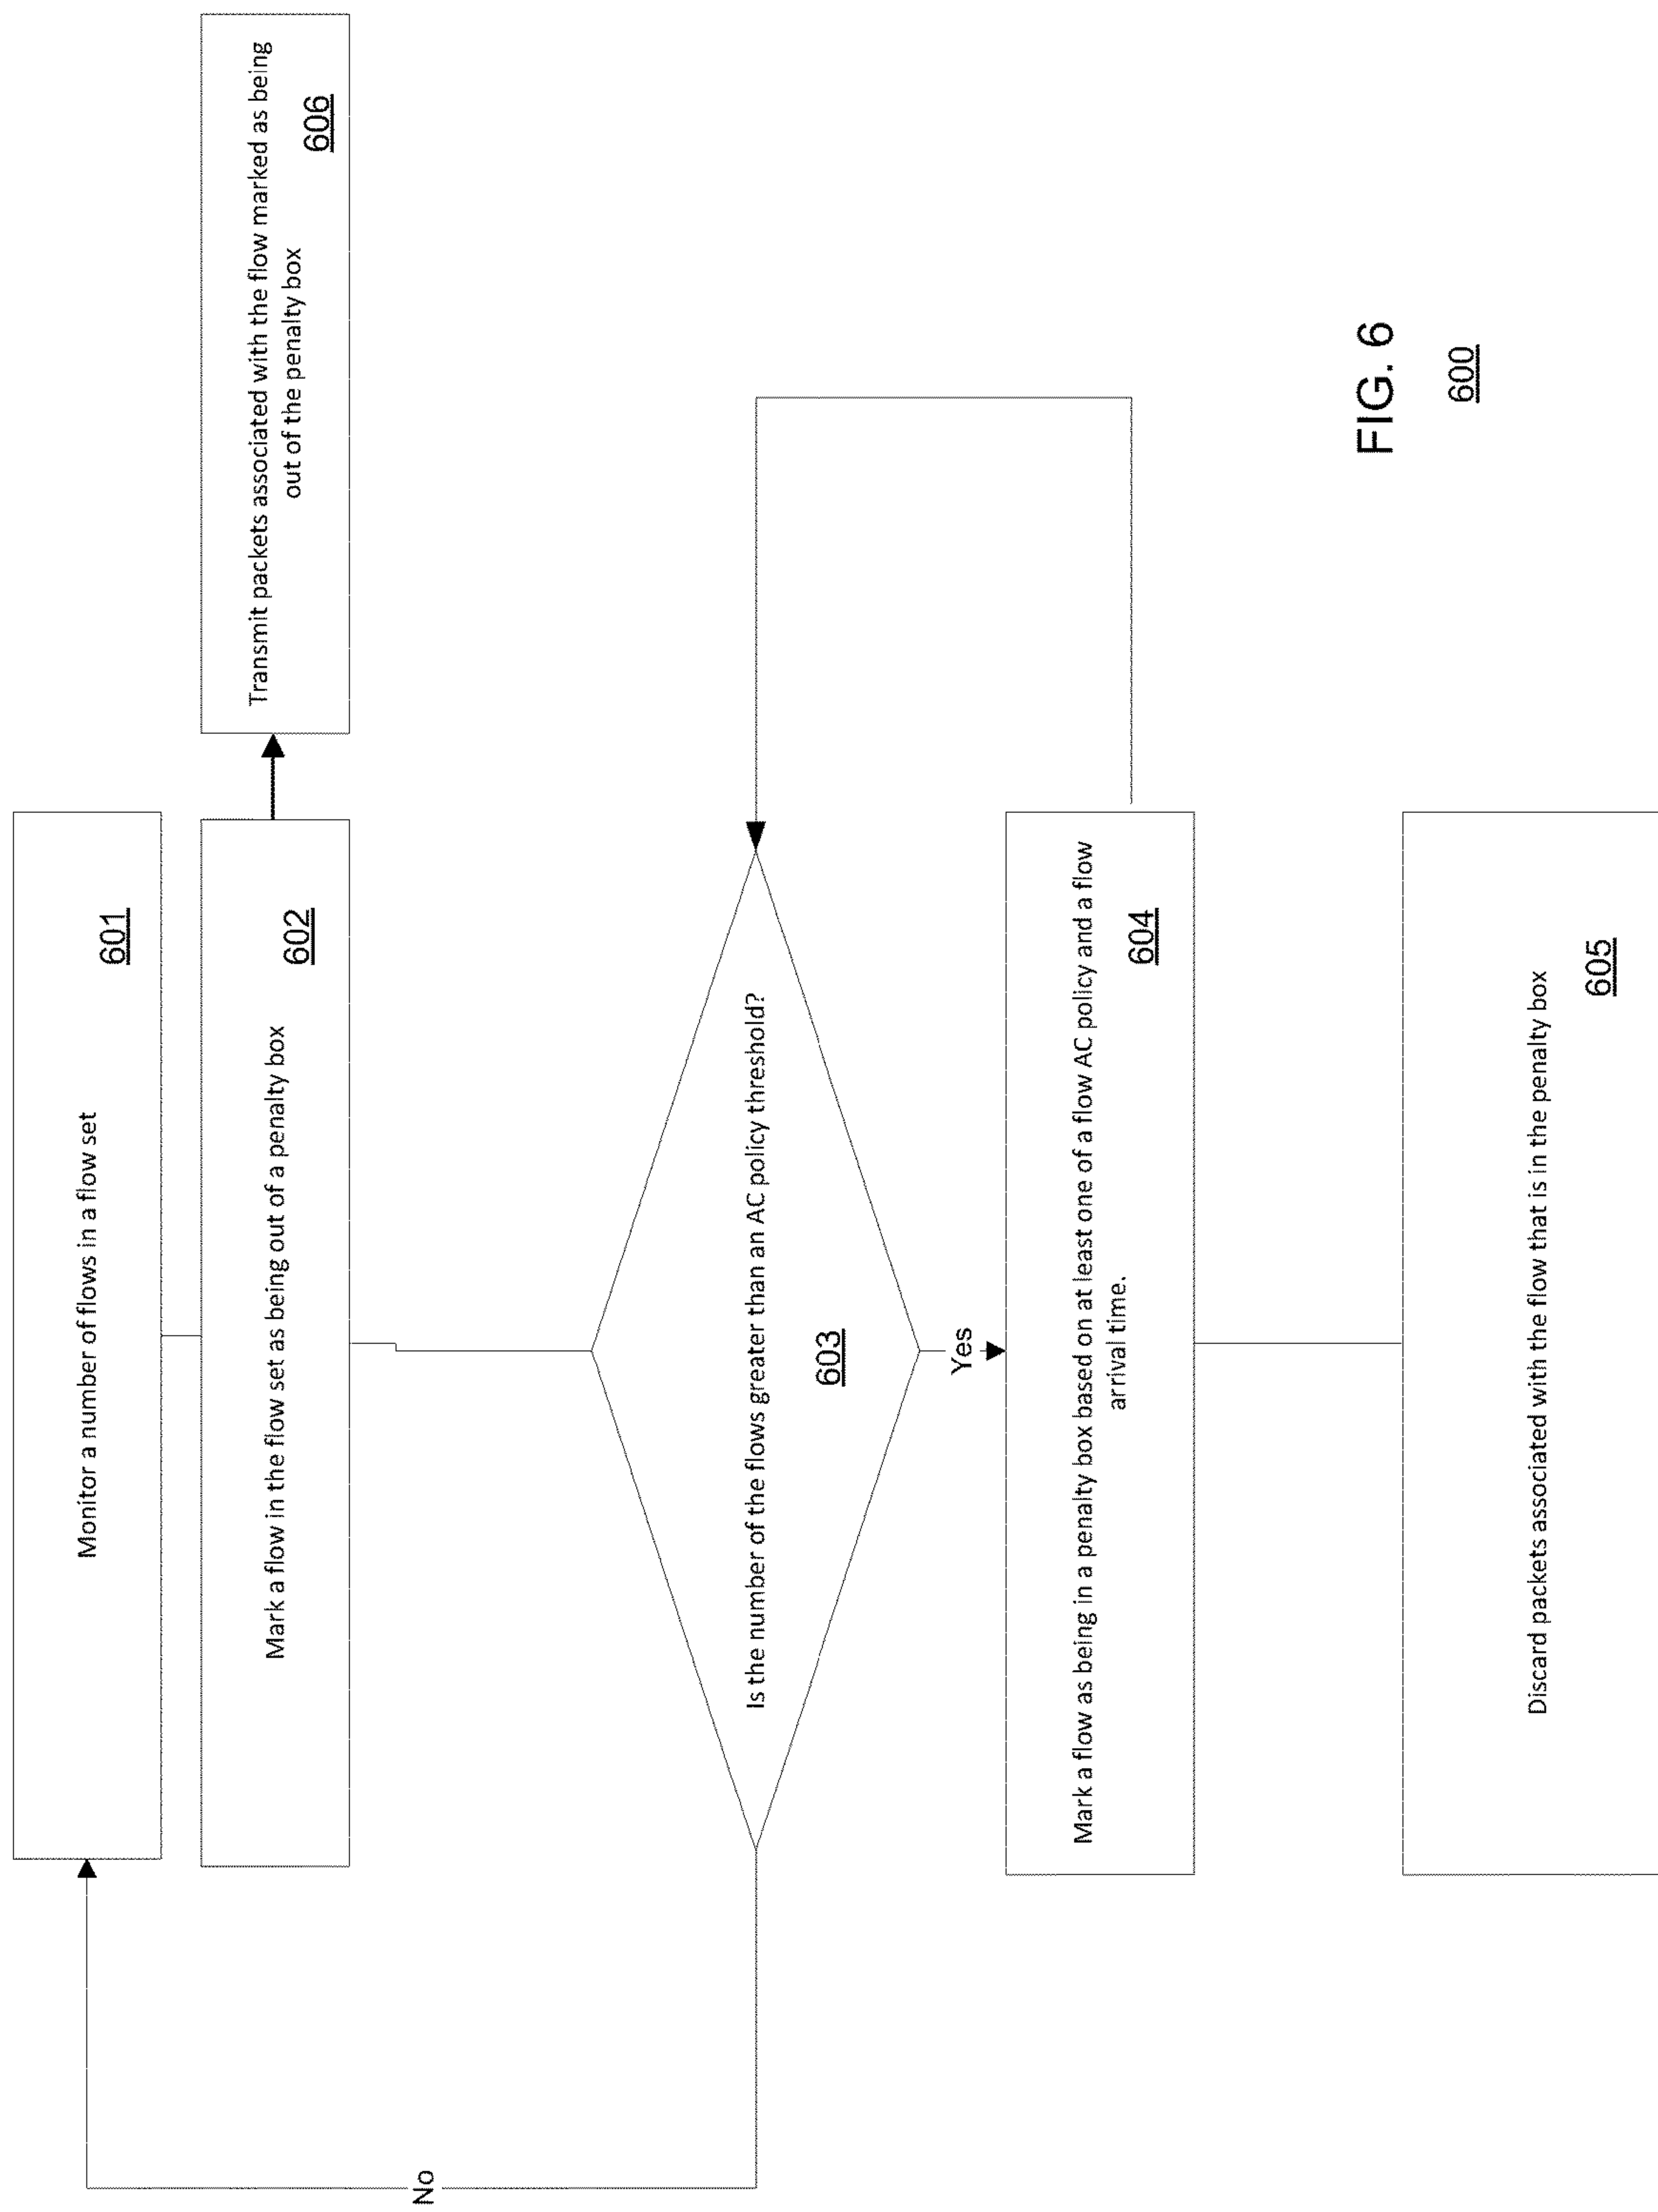 Monitor a number of flows in a flow set
601
Mark a flow in the flow set as being out of a penalty box
602
Transmit packets associated with the flow marked as being
out of the penalty box
606
Is the number of the flows greater than an AC policy threshold?
603
No
Yes
Mark a flow as being in a penalty box based on at least one of a flow AC policy and a flow
arrival time.
604
Discard packets associated with the flow that is in the penalty box
605
FIG. 6
600